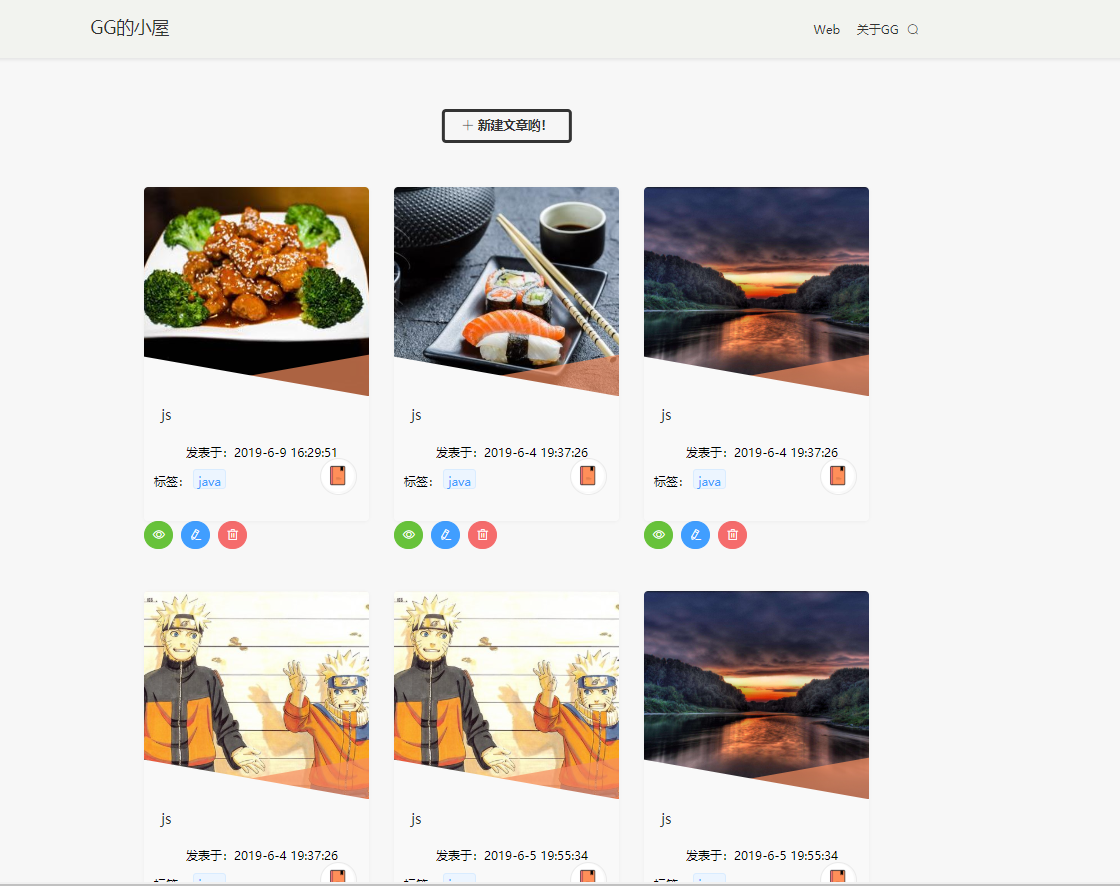 GG的小屋
Web 关于GG
新建文章哟!
js js js
发表于：2019-6-9 16:29:51 发表于：2019-6-4 19:37:26 发表于：2019-6-4 19:37:26
标签： java 标签： java 标签： java
js js js
发表于：2019-6-4 19:37:26 发表于：2019-6-5 19:55:34 发表于：2019-6-5 19:55:34